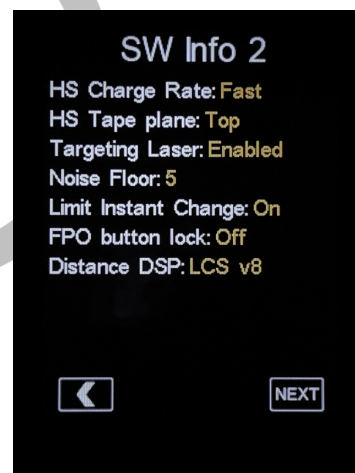 SW Info 2
HS Charge Rate: Fast
HS Tape plane: Top
Targeting Laser: Enabled
Noise Floor: 5
Limit Instant Change: On
FPO button lock: Off
Distance DSP: LCS v8
NEXT